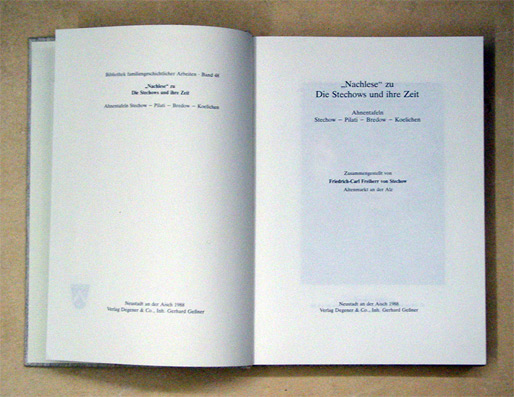 Bibliothek familiengeschichtlicher Arbeiten - Band 46
„Nachlese“ zu
Die Stechows und ihre Zeit
Ahnentafeln Stechow – Pilati – Bredow – Koelichen
Neustadt an der Aisch 1988
Verlag Degener & Co., Inh. Gerhard Geßner
„Nachlese“ zu
Die Stechows und ihre Zeit
Ahnentafeln
Stechow – Pilati – Bredow – Koelichen
Zusammengestellt von
Friedrich-Carl Freiherr von Stechow
Altenmarkt an der Alz
Neustadt an der Aisch 1988
Verlag Degener & Co., Inh. Gerhard Geßner